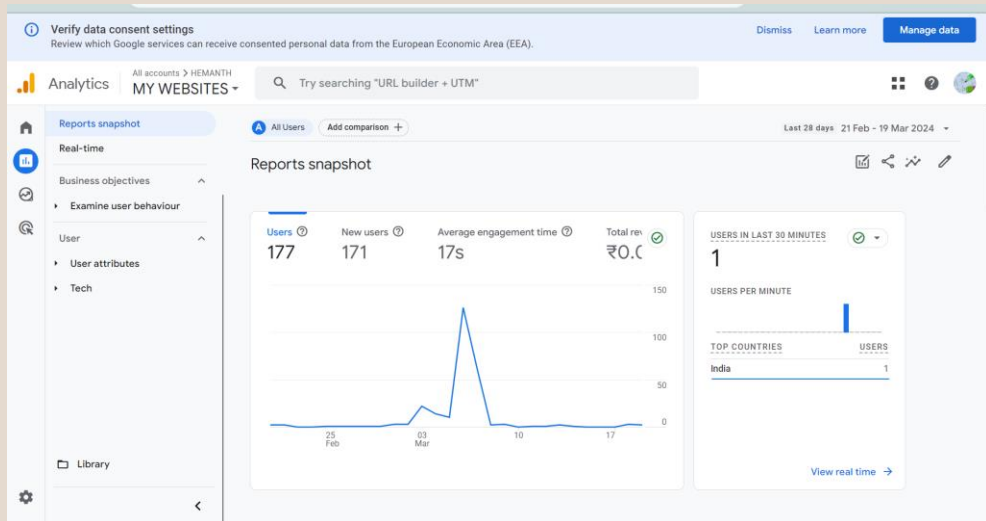 Verify data consent settings
Review which Google services can receive consented personal data from the European Economic Area (EEA).
Dismiss
Learn more
Manage data
Analytics
All accounts > HEMANTH
MY WEBSITES
Try searching "URL builder + UTM"
Reports snapshot
Real-time
Business objectives
Examine user behaviour
User
User attributes
Tech
Library
A All Users
Add comparison +
Last 28 days 21 Feb - 19 Mar 2024
Reports snapshot
Users
177
New users
171
Average engagement time
17s
Total rev
₹0.0
150
100
50
0
25
Feb
03
Mar
10
17
USERS IN LAST 30 MINUTES
1
USERS PER MINUTE
TOP COUNTRIES USERS
India 1
View real time →